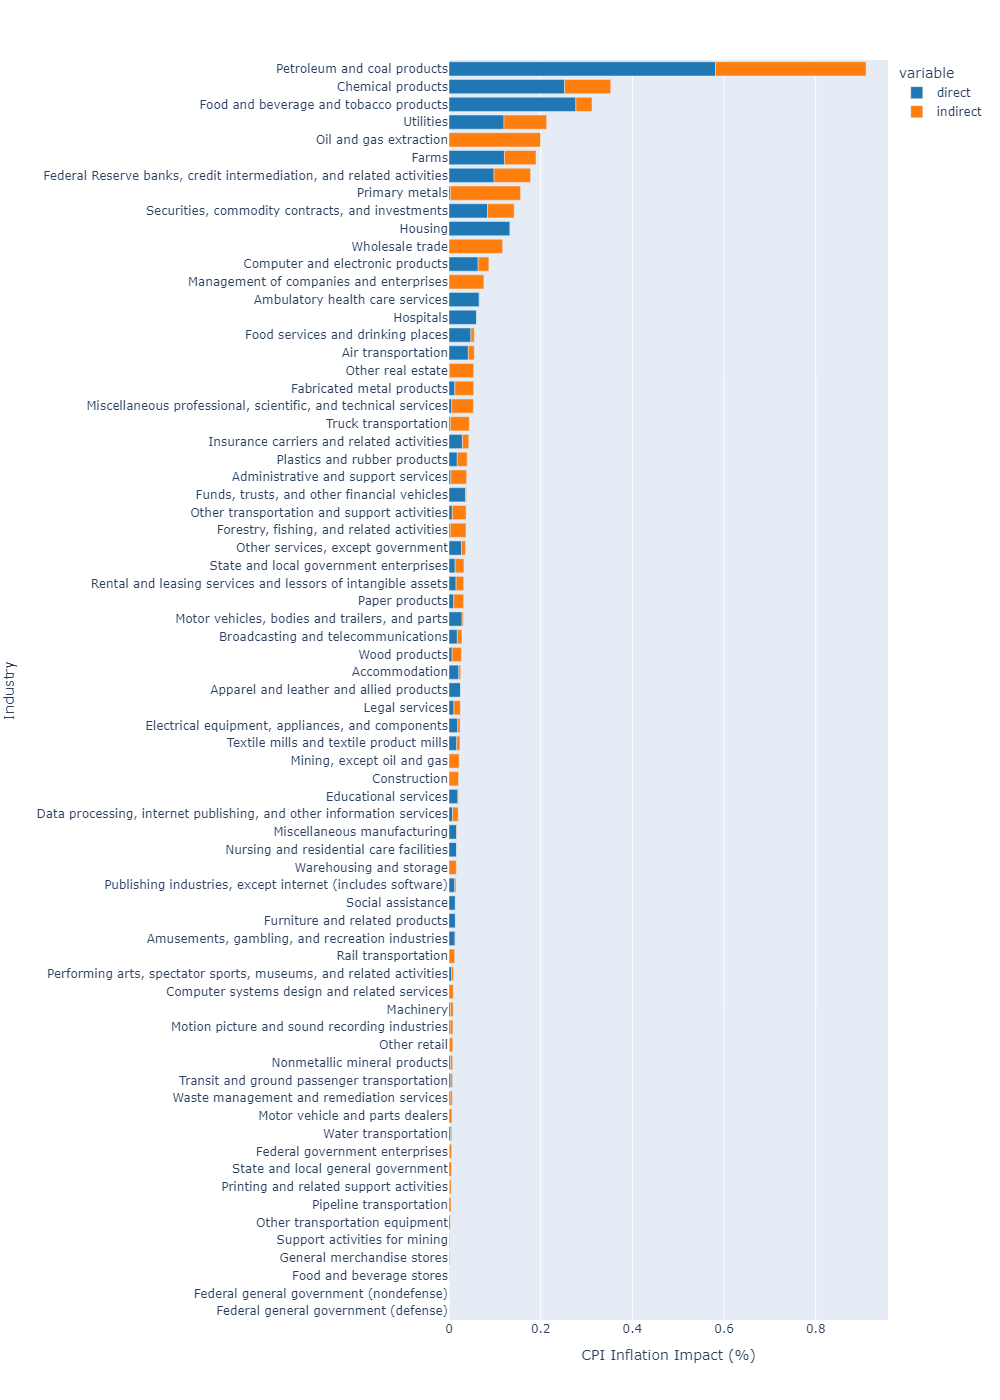 variable
direct
indirect
Petroleum and coal products
Chemical products
Food and beverage and tobacco products
Utilities
Oil and gas extraction
Farms
Federal Reserve banks, credit intermediation, and related activities
Primary metals
Securities, commodity contracts, and investments
Housing
Wholesale trade
Computer and electronic products
Management of companies and enterprises
Ambulatory health care services
Hospitals
Food services and drinking places
Air transportation
Other real estate
Fabricated metal products
Miscellaneous professional, scientific, and technical services
Truck transportation
Insurance carriers and related activities
Plastics and rubber products
Administrative and support services
Funds, trusts, and other financial vehicles
Other transportation and support activities
Forestry, fishing, and related activities
Other services, except government
State and local government enterprises
Rental and leasing services and lessors of intangible assets
Paper products
Motor vehicles, bodies and trailers, and parts
Broadcasting and telecommunications
Wood products
Accommodation
Apparel and leather and allied products
Legal services
Electrical equipment, appliances, and components
Textile mills and textile product mills
Mining, except oil and gas
Construction
Educational services
Data processing, internet publishing, and other information services
Miscellaneous manufacturing
Nursing and residential care facilities
Warehousing and storage
Publishing industries, except internet (includes software)
Social assistance
Furniture and related products
Amusements, gambling, and recreation industries
Rail transportation
Performing arts, spectator sports, museums, and related activities
Computer systems design and related services
Machinery
Motion picture and sound recording industries
Other retail
Nonmetallic mineral products
Transit and ground passenger transportation
Waste management and remediation services
Motor vehicle and parts dealers
Water transportation
Federal government enterprises
State and local general government
Printing and related support activities
Pipeline transportation
Other transportation equipment
Support activities for mining
General merchandise stores
Food and beverage stores
Federal general government (nondefense)
Federal general government (defense)
Industry
0 0.2 0.4 0.6 0.8
CPI Inflation Impact (%)